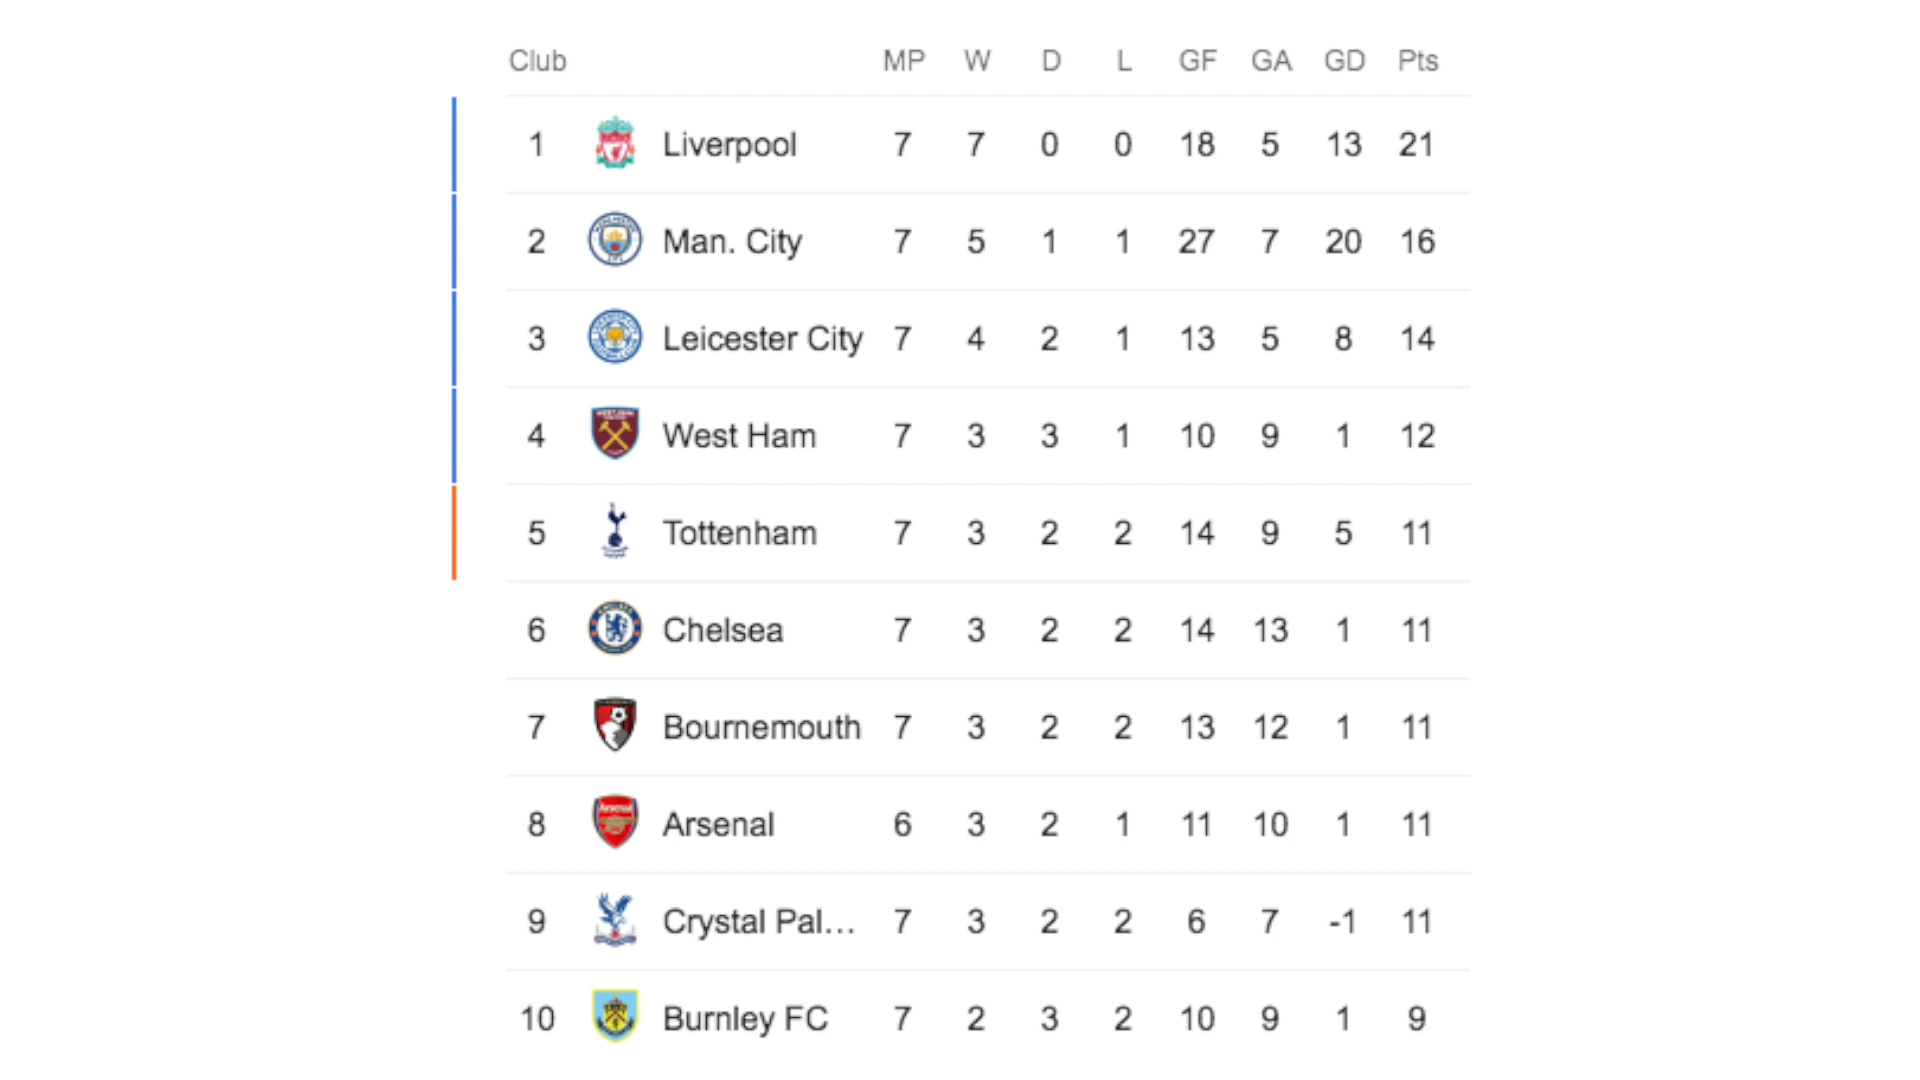 Club MP W D L GF GA GD Pts
1 Liverpool 7 7 0 0 18 5 13 21
2 Man. City 7 5 1 1 27 7 20 16
3 Leicester City 7 4 2 1 13 5 8 14
4 West Ham 7 3 3 1 10 9 1 12
5 Tottenham 7 3 2 2 14 9 5 11
6 Chelsea 7 3 2 2 14 13 1 11
7 Bournemouth 7 3 2 2 13 12 1 11
8 Arsenal 6 3 2 1 11 10 1 11
9 Crystal Pal... 7 3 2 2 6 7 -1 11
10 Burnley FC 7 2 3 2 10 9 1 9